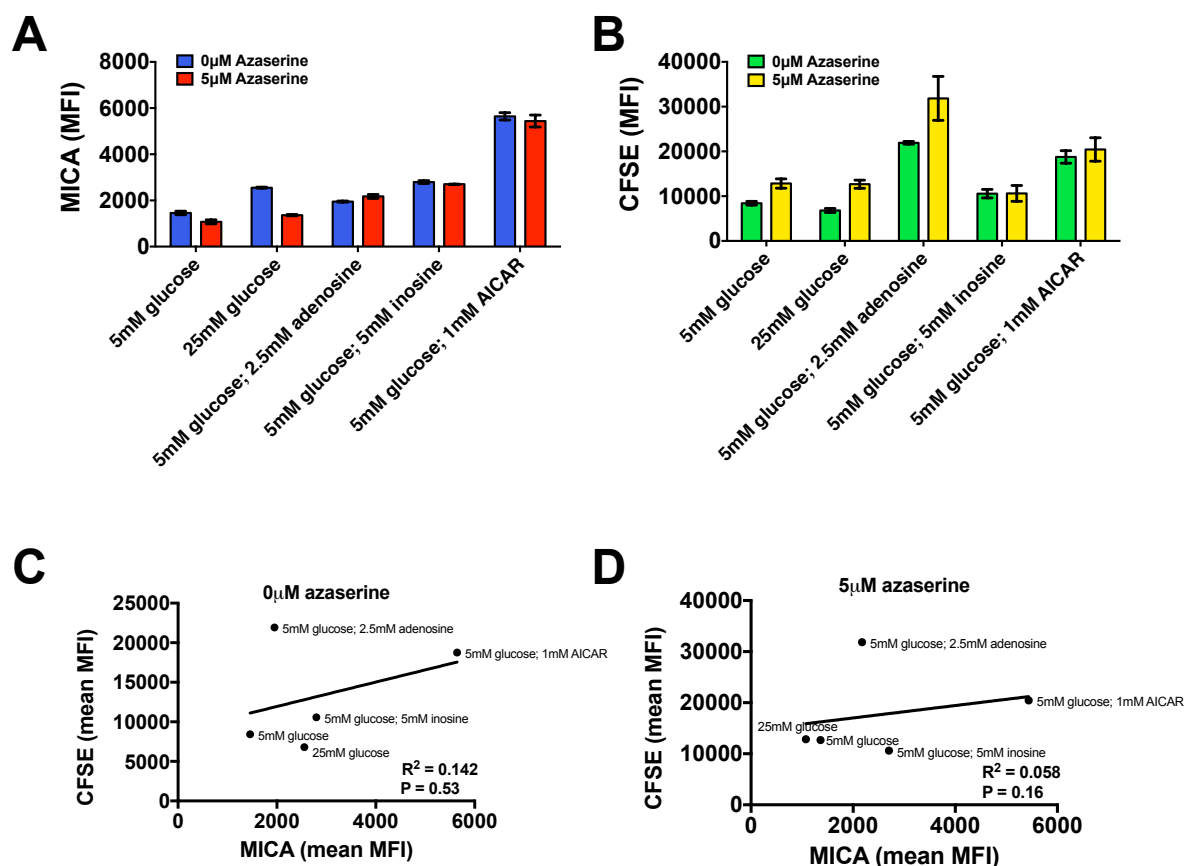 A
MICA (MFI)
8000
6000
4000
2000
0
0µM Azaserine
5µM Azaserine
5mM glucose
25mM glucose
5mM glucose; 2.5mM adenosine
5mM glucose; 5mM inosine
5mM glucose; 1mM AICAR
B
CFSE (MFI)
40000
30000
20000
10000
0
0µM Azaserine
5µM Azaserine
5mM glucose
25mM glucose
5mM glucose; 2.5mM adenosine
5mM glucose; 5mM inosine
5mM glucose; 1mM AICAR
C
0µM azaserine
CFSE (mean MFI)
25000
20000
15000
10000
5000
0
5mM glucose; 2.5mM adenosine
5mM glucose; 1mM AICAR
5mM glucose; 5mM inosine
5mM glucose
25mM glucose
R2 = 0.142
P = 0.53
0 2000 4000 6000
MICA (mean MFI)
D
5µM azaserine
CFSE (mean MFI)
40000
30000
20000
10000
0
5mM glucose; 2.5mM adenosine
5mM glucose; 1mM AICAR
25mM glucose
5mM glucose
5mM glucose; 5mM inosine
R2 = 0.058
P = 0.16
0 2000 4000 6000
MICA (mean MFI)